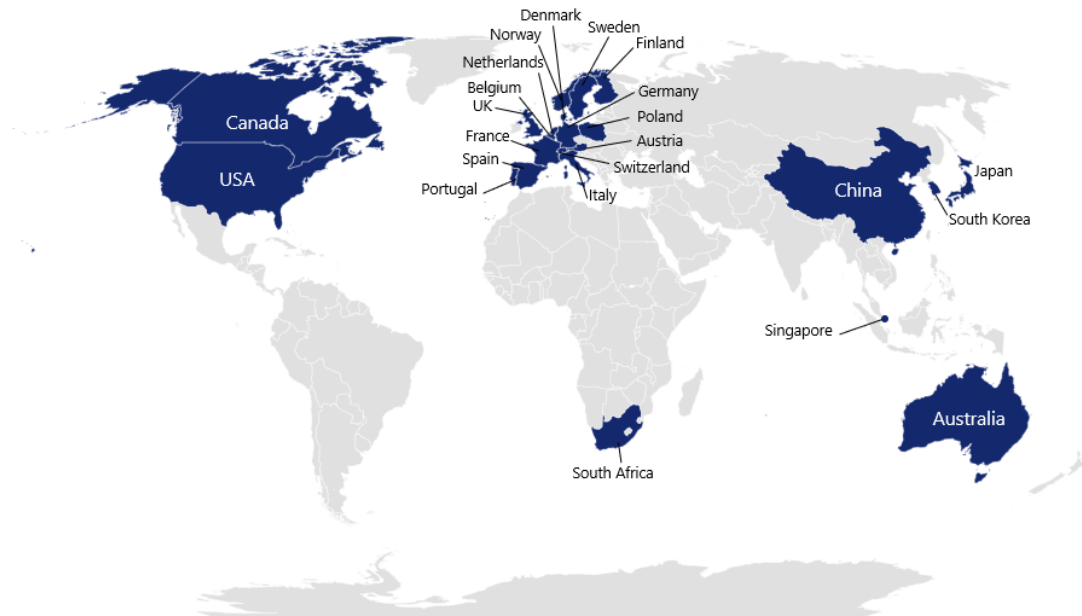 Denmark
Norway
Sweden
Finland
Netherlands
Belgium
Germany
UK
Poland
Canada
France
Austria
Spain
Switzerland
USA
Portugal
Italy
China
Japan
South Korea
Singapore
Australia
South Africa